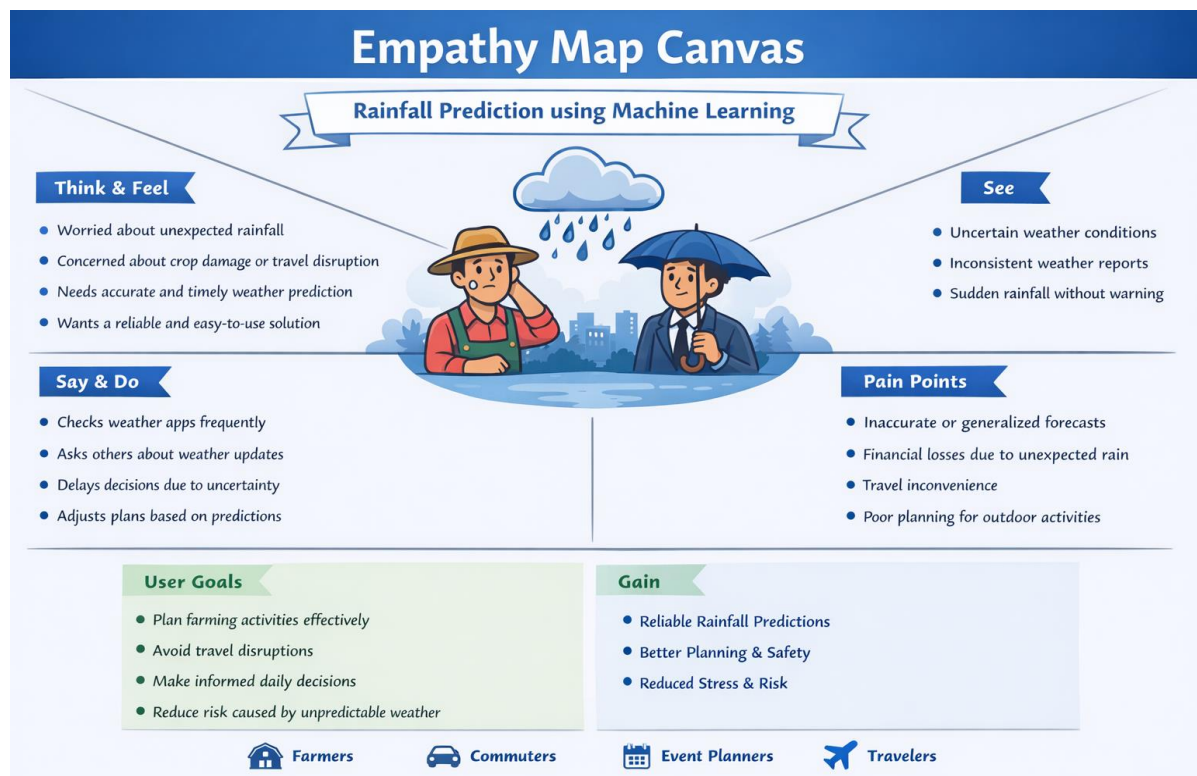 Empathy Map Canvas
Rainfall Prediction using Machine Learning
Think & Feel
Worried about unexpected rainfall
Concerned about crop damage or travel disruption
Needs accurate and timely weather prediction
Wants a reliable and easy-to-use solution
See
Uncertain weather conditions
Inconsistent weather reports
Sudden rainfall without warning
Say & Do
Checks weather apps frequently
Asks others about weather updates
Delays decisions due to uncertainty
Adjusts plans based on predictions
Pain Points
Inaccurate or generalized forecasts
Financial losses due to unexpected rain
Travel inconvenience
Poor planning for outdoor activities
User Goals
Plan farming activities effectively
Avoid travel disruptions
Make informed daily decisions
Reduce risk caused by unpredictable weather
Gain
Reliable Rainfall Predictions
Better Planning & Safety
Reduced Stress & Risk
Farmers
Commuters
Event Planners
Travelers